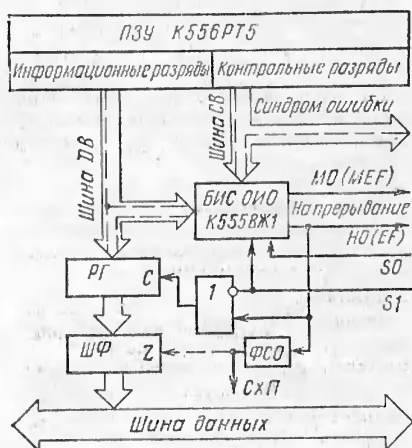 ПЗУ К556РТ5
Информационные разряды
Контрольные разряды
Шина DB
Шина CB
Синдром ошибки
БИС ОИО
К555ВЖ1
МО (MEF)
На прерывание
НО (EF)
S0
S1
РГ
С
1
ШФ
Z
ФСО
СхП
Шина данных